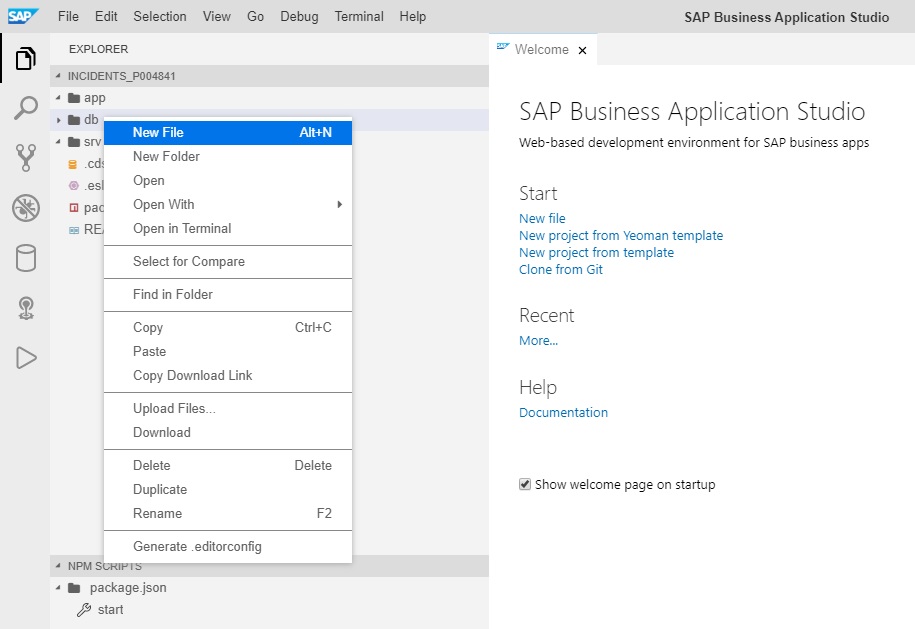 SAP File Edit Selection View Go Debug Terminal Help SAP Business Application Studio
EXPLORER
INCIDENTS_P004841
app
db
srv
.cds
.esl
pac
REA
New File Alt+N
New Folder
Open
Open With
Open in Terminal
Select for Compare
Find in Folder
Copy Ctrl+C
Paste
Copy Download Link
Upload Files...
Download
Delete Delete
Duplicate
Rename F2
Generate .editorconfig
NPM SCRIPTS
package.json
start
SAP Welcome
SAP Business Application Studio
Web-based development environment for SAP business apps
Start
New file
New project from Yeoman template
New project from template
Clone from Git
Recent
More...
Help
Documentation
Show welcome page on startup